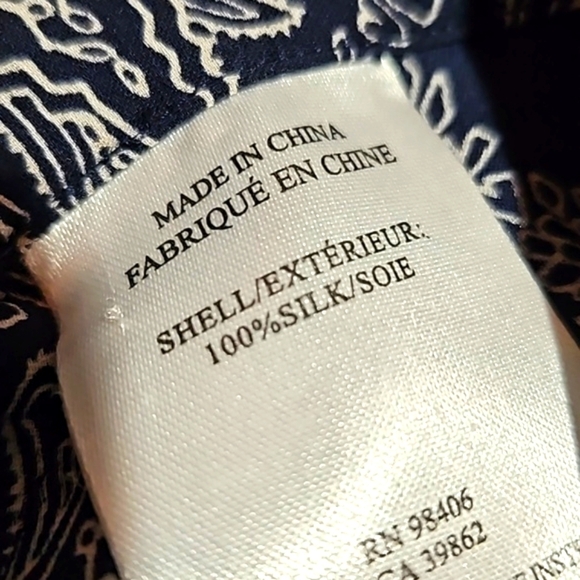 MADE IN CHINA
FABRIQUÉ EN CHINE
SHELL/EXTÉRIEUR:
100%SILK/SOIE
RN 98406
CA 39862